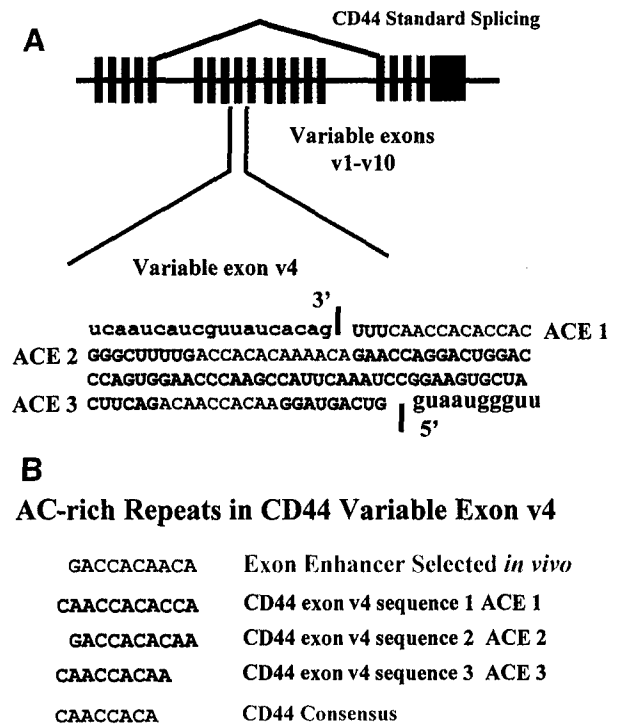 A
CD44 Standard Splicing
Variable exons
v1-v10
Variable exon v4
3’
ucaaucaucguuaucacag UUUCAACCACACCAC ACE 1
ACE 2 GGGCUUUUGACCACACAAAACAGAACCAGGACUGGAC
CCAGUGGAACCCAAGCCAUUCAAAUCCGGAAGUGCUA
ACE 3 CUUCAGACAACCACAAGGAUGACUG guaauggguu
5’
B
AC-rich Repeats in CD44 Variable Exon v4
GACCACAACA Exon Enhancer Selected in vivo
CAACCACACCA CD44 exon v4 sequence 1 ACE 1
GACCACACAA CD44 exon v4 sequence 2 ACE 2
CAACCACAA CD44 exon v4 sequence 3 ACE 3
CAACCACA CD44 Consensus